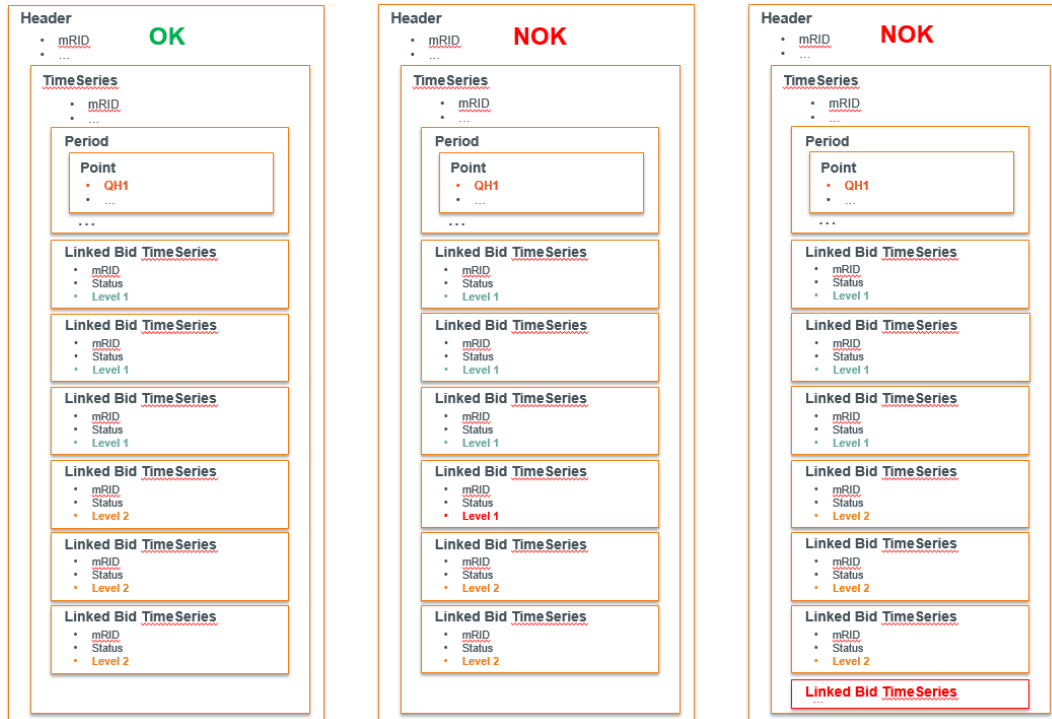 Header
OK
• mRID
• ...
TimeSeries
• mRID
• ...
Period
Point
• QH1
• ...
...
Linked Bid TimeSeries
• mRID
• Status
• Level 1
Linked Bid TimeSeries
• mRID
• Status
• Level 1
Linked Bid TimeSeries
• mRID
• Status
• Level 1
Linked Bid TimeSeries
• mRID
• Status
• Level 2
Linked Bid TimeSeries
• mRID
• Status
• Level 2
Linked Bid TimeSeries
• mRID
• Status
• Level 2
Header
NOK
• mRID
• ...
TimeSeries
• mRID
• ...
Period
Point
• QH1
• ...
...
Linked Bid TimeSeries
• mRID
• Status
• Level 1
Linked Bid TimeSeries
• mRID
• Status
• Level 1
Linked Bid TimeSeries
• mRID
• Status
• Level 1
Linked Bid TimeSeries
• mRID
• Status
• Level 1
Linked Bid TimeSeries
• mRID
• Status
• Level 2
Linked Bid TimeSeries
• mRID
• Status
• Level 2
Header
NOK
• mRID
• ...
TimeSeries
• mRID
• ...
Period
Point
• QH1
• ...
...
Linked Bid TimeSeries
• mRID
• Status
• Level 1
Linked Bid TimeSeries
• mRID
• Status
• Level 1
Linked Bid TimeSeries
• mRID
• Status
• Level 1
Linked Bid TimeSeries
• mRID
• Status
• Level 2
Linked Bid TimeSeries
• mRID
• Status
• Level 2
Linked Bid TimeSeries
• mRID
• Status
• Level 2
Linked Bid TimeSeries
...